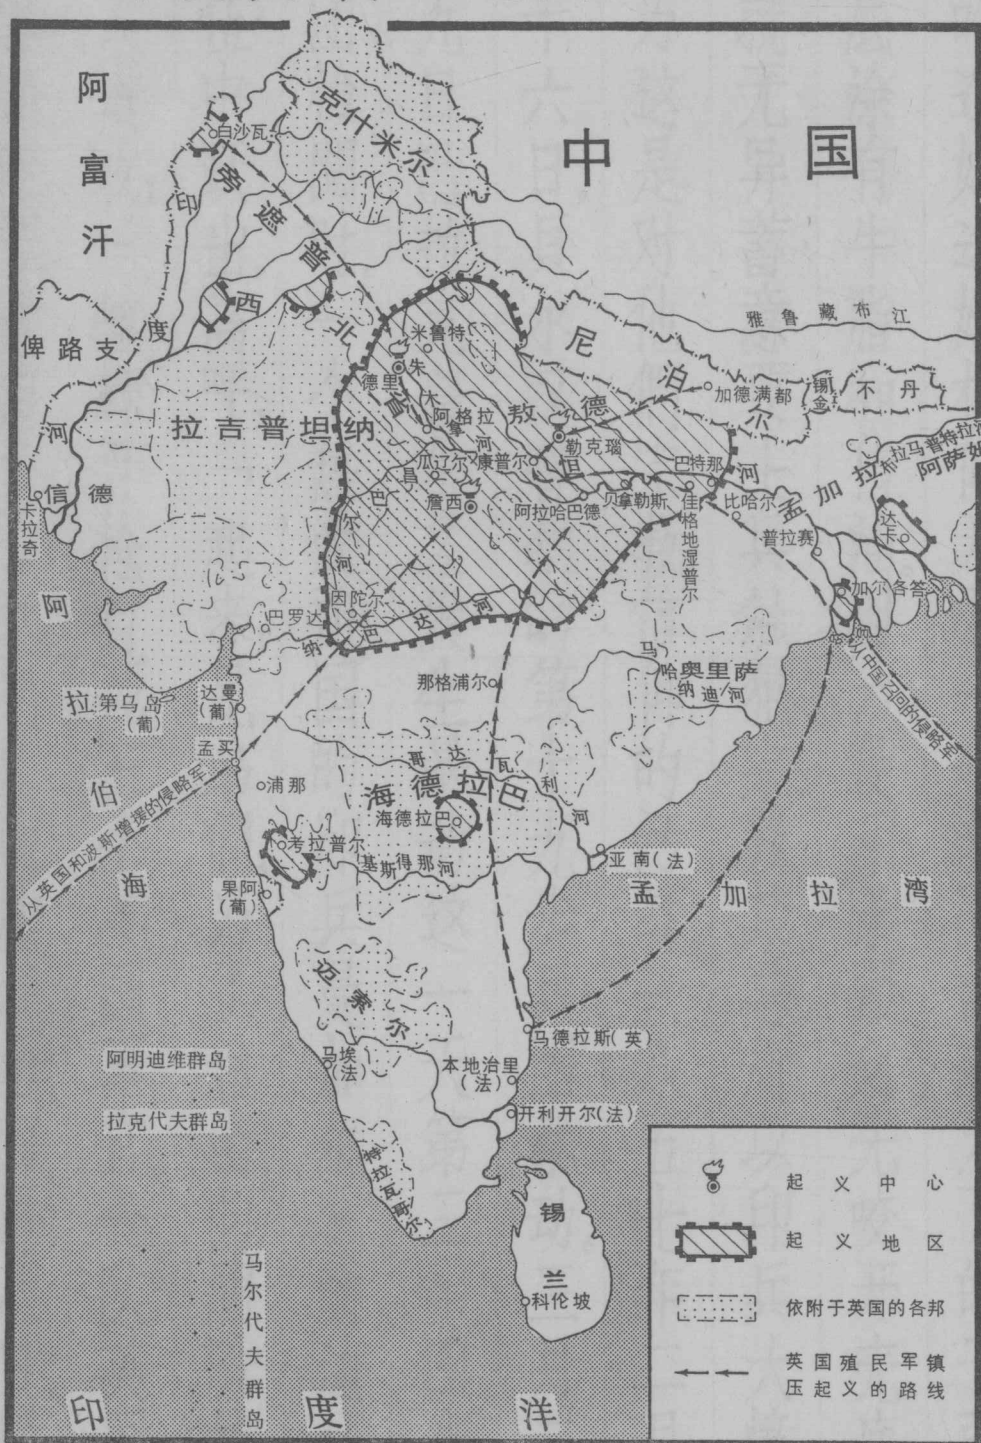 阿富汗
中国
克什米尔
白沙瓦
旁遮普
印度河
俾路支
西北省
米鲁特
德里
朱木拿河
雅鲁藏布江
尼泊尔
加德满都
锡金
不丹
拉吉普坦纳
阿格拉
敖德
勒克瑙
瓜辽尔
康普尔
恒河
巴特那
布拉马普特拉河
阿萨姆
孟加拉
信德
卡拉奇
昌巴尔河
詹西
阿拉哈巴德
贝拿勒斯
佳格地湿普尔
比哈尔
普拉赛
达卡
加尔各答
因陀尔
巴罗达
纳巴达河
从中国召回的侵略军
阿拉伯海
第乌岛
(葡)
达曼
(葡)
那格浦尔
奥里萨
马哈纳迪河
孟买
浦那
哥达瓦利河
海德拉巴
海德拉巴
考拉普尔
基斯得那河
亚南(法)
果阿
(葡)
从英国和波斯增援的侵略军
孟加拉湾
迈索尔
马德拉斯(英)
马埃
(法)
本地治里
(法)
开利开尔(法)
阿明迪维群岛
拉克代夫群岛
特拉瓦哥尔
锡兰
科伦坡
马尔代夫群岛
印度洋
起义中心
起义地区
依附于英国的各邦
英国殖民军镇
压起义的路线